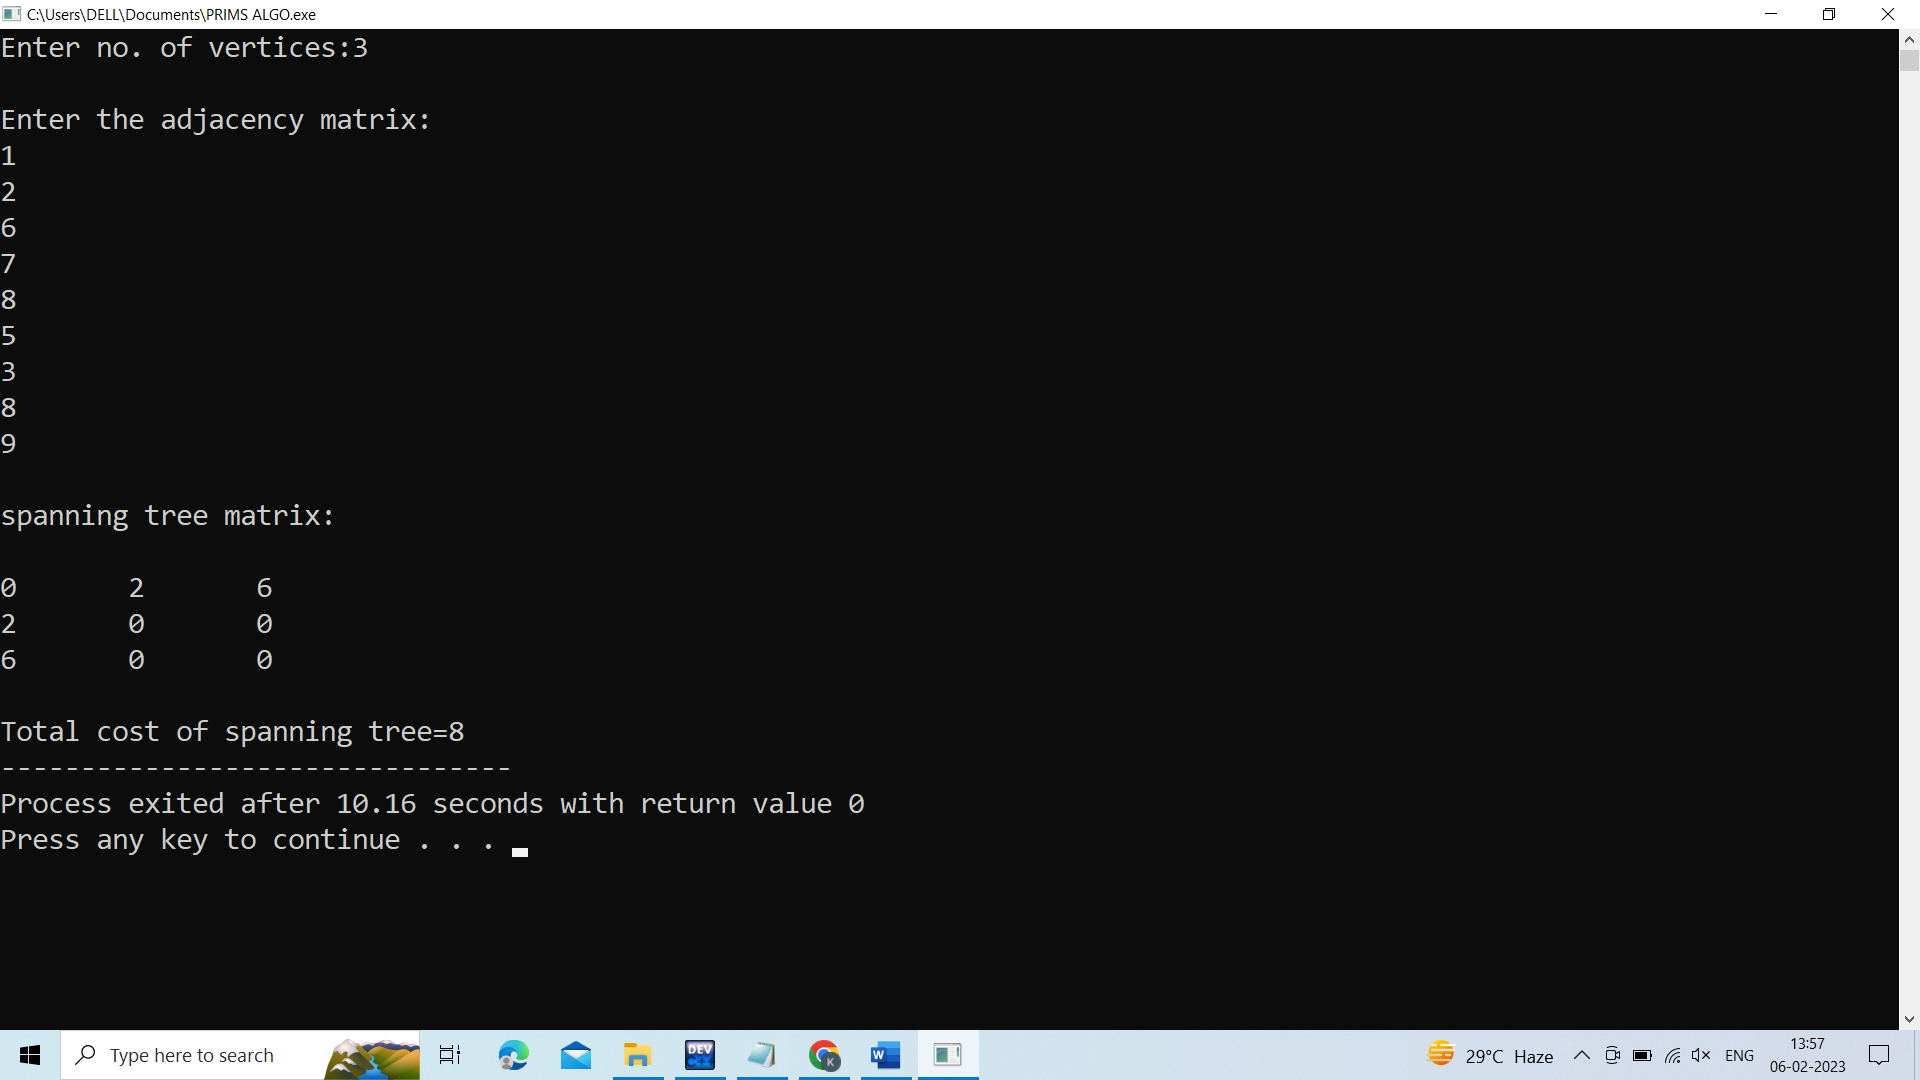 C:\Users\DELL\Documents\PRIMS ALGO.exe
Enter no. of vertices:3
Enter the adjacency matrix:
1
2
6
7
8
5
3
8
9
spanning tree matrix:
0 2 6
2 0 0
6 0 0
Total cost of spanning tree=8
--------------------------------
Process exited after 10.16 seconds with return value 0
Press any key to continue . . .
Type here to search
DEV C++
K
W
29°C Haze
ENG
13:57
06-02-2023